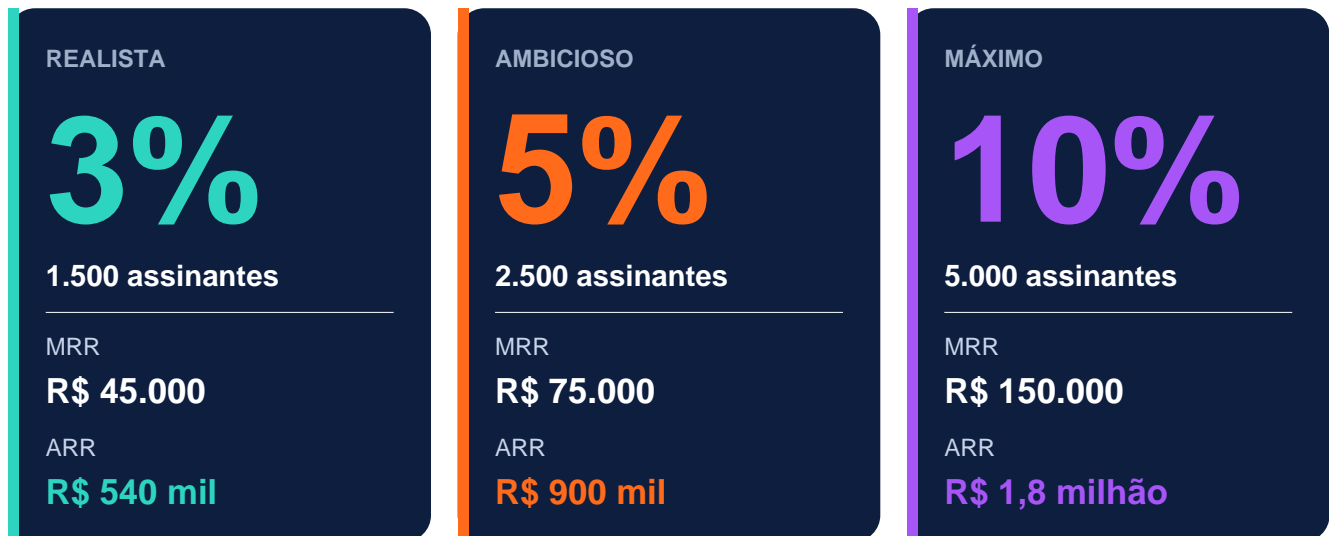 REALISTA
3%
1.500 assinantes
MRR
R$ 45.000
ARR
R$ 540 mil
AMBICIOSO
5%
2.500 assinantes
MRR
R$ 75.000
ARR
R$ 900 mil
MÁXIMO
10%
5.000 assinantes
MRR
R$ 150.000
ARR
R$ 1,8 milhão